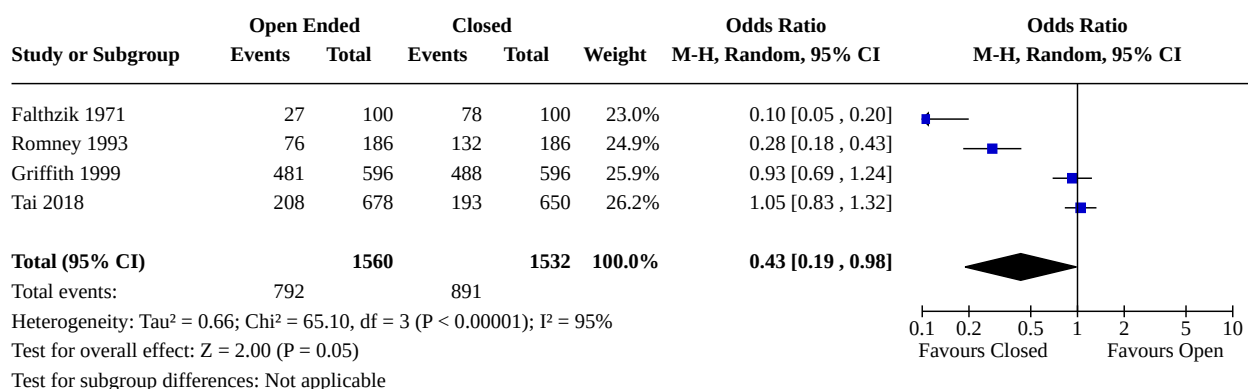 Open Ended Closed Odds Ratio Odds Ratio
Study or Subgroup Events Total Events Total Weight M-H, Random, 95% CI M-H, Random, 95% CI
Falthzik 1971 27 100 78 100 23.0% 0.10 [0.05 , 0.20]
Romney 1993 76 186 132 186 24.9% 0.28 [0.18 , 0.43]
Griffith 1999 481 596 488 596 25.9% 0.93 [0.69 , 1.24]
Tai 2018 208 678 193 650 26.2% 1.05 [0.83 , 1.32]
Total (95% CI) 1560 1532 100.0% 0.43 [0.19 , 0.98]
Total events: 792 891
Heterogeneity: Tau² = 0.66; Chi² = 65.10, df = 3 (P < 0.00001); I² = 95%
0.1 0.2 0.5 1 2 5 10
Test for overall effect: Z = 2.00 (P = 0.05) Favours Closed Favours Open
Test for subgroup differences: Not applicable